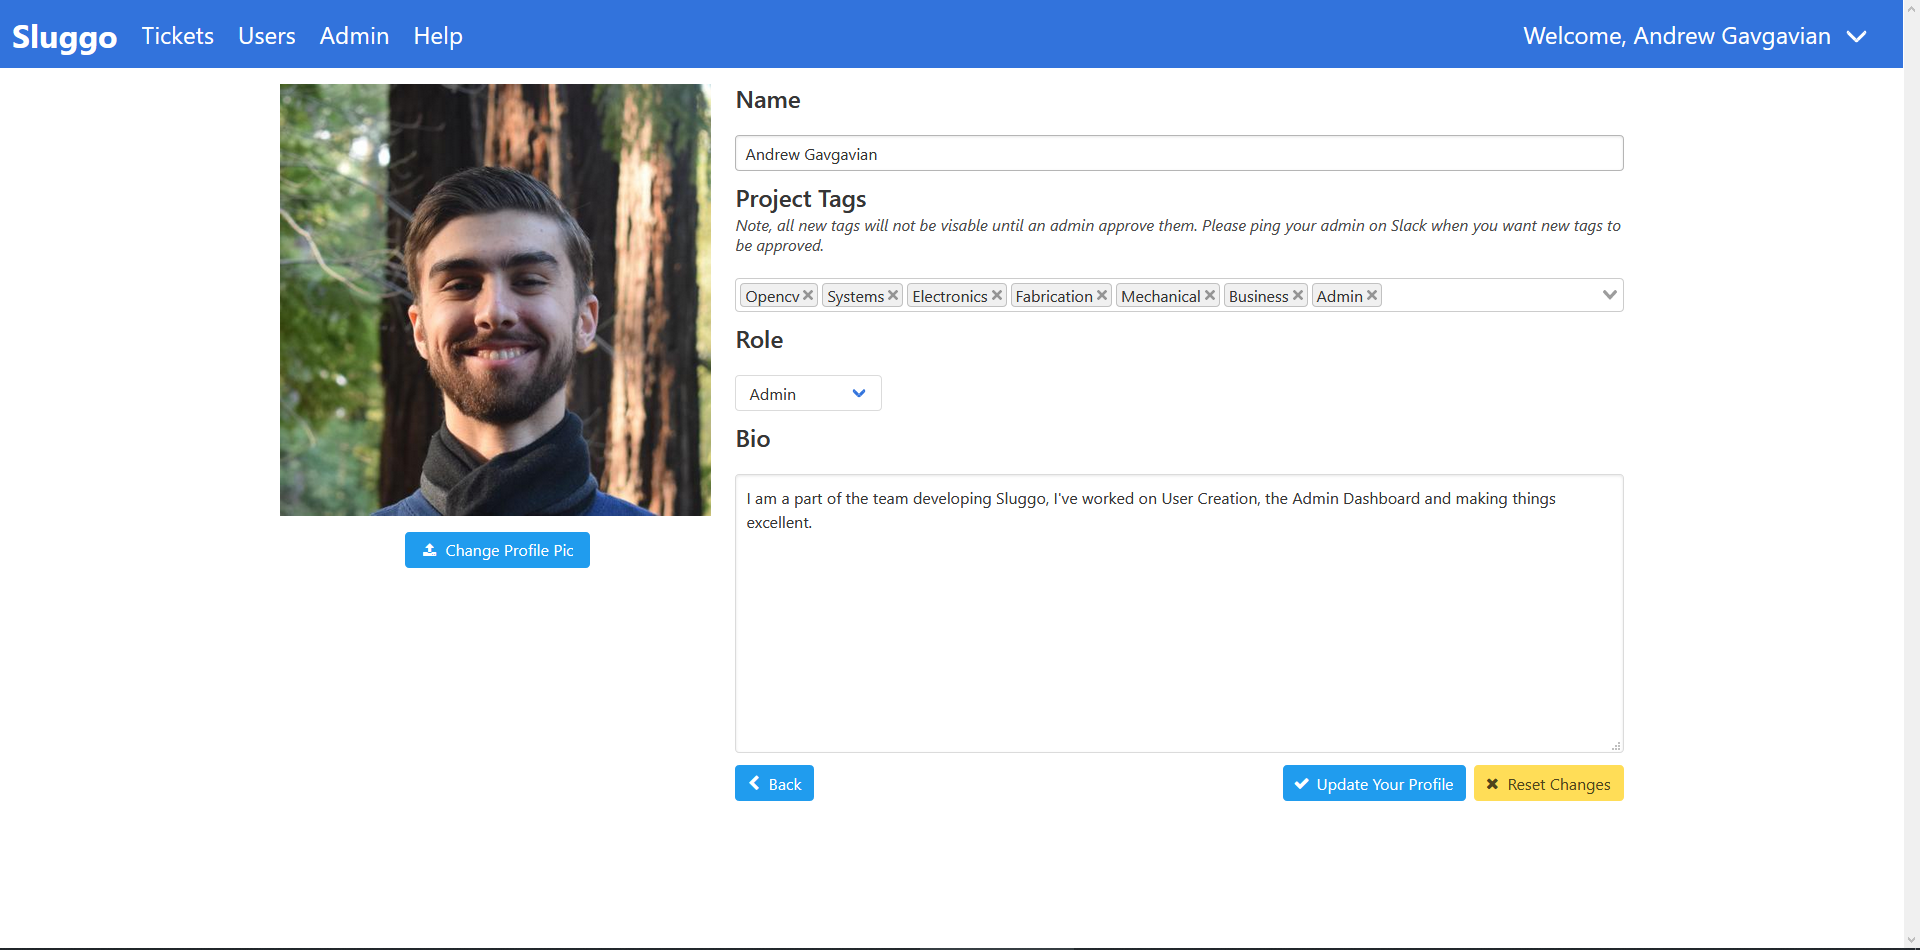 Sluggo Tickets Users Admin Help Welcome, Andrew Gavgavian
Name
Andrew Gavgavian
Project Tags
Note, all new tags will not be visable until an admin approve them. Please ping your admin on Slack when you want new tags to
be approved.
Opencv Systems Electronics Fabrication Mechanical Business Admin
Role
Admin
Bio
I am a part of the team developing Sluggo, I've worked on User Creation, the Admin Dashboard and making things
excellent.
Change Profile Pic
Back Update Your Profile Reset Changes